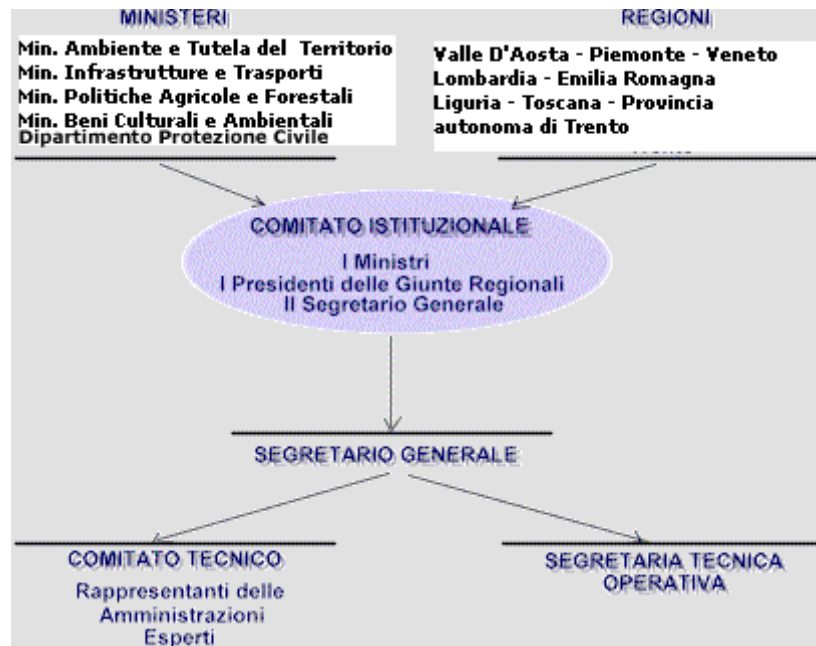 MINISTERI
Min. Ambiente e Tutela del Territorio
Min. Infrastrutture e Trasporti
Min. Politiche Agricole e Forestali
Min. Beni Culturali e Ambientali
Dipartimento Protezione Civile
REGIONI
Valle D'Aosta - Piemonte - Veneto
Lombardia - Emilia Romagna
Liguria - Toscana - Provincia
autonoma di Trento
COMITATO ISTITUZIONALE
I Ministri
I Presidenti delle Giunte Regionali
Il Segretario Generale
SEGRETARIO GENERALE
COMITATO TECNICO
Rappresentanti delle
Amministrazioni
Esperti
SEGRETARIA TECNICA
OPERATIVA